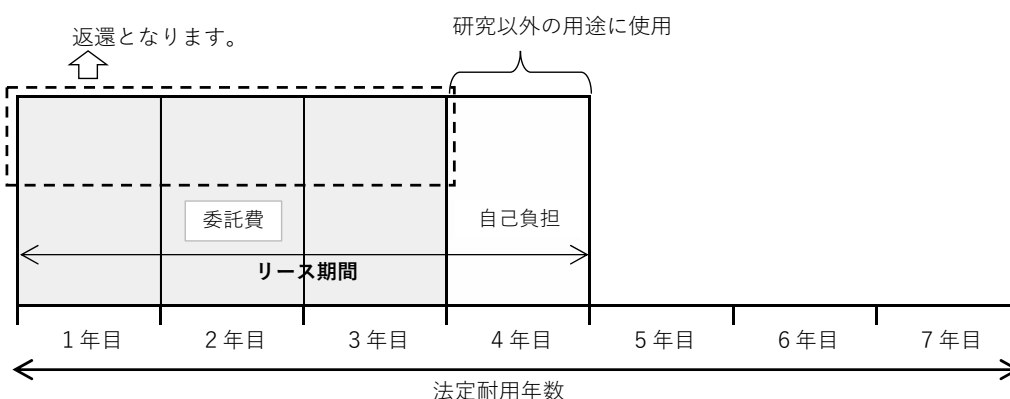 研究以外の用途に使用
返還となります。
委託費
自己負担
リース期間
1年目
2年目
3年目
4年目
5年目
6年目
7年目
法定耐用年数